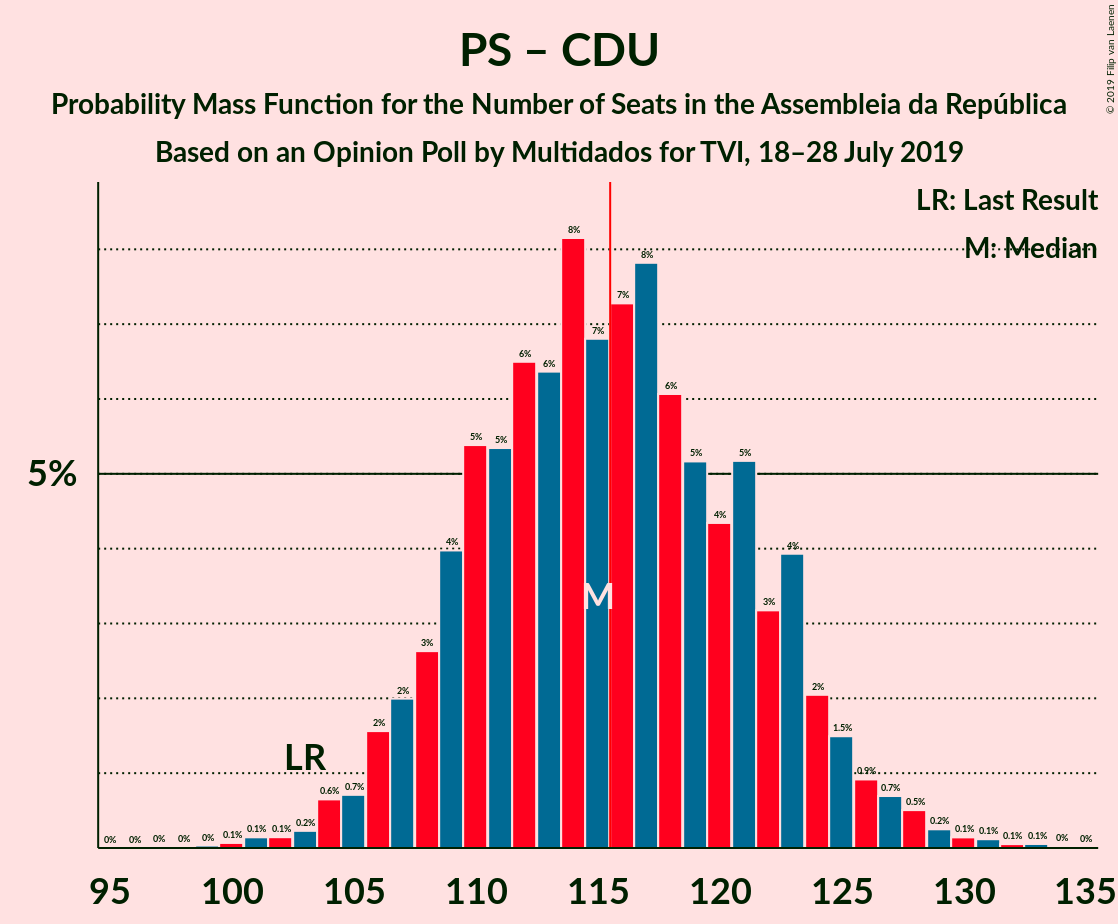 PS – CDU
Probability Mass Function for the Number of Seats in the Assembleia da República
Based on an Opinion Poll by Multidados for TVI, 18–28 July 2019
© 2019 Filip van Laenen
LR: Last Result
M: Median
5%
0% 0% 0% 0% 0% 0.1% 0.1% 0.1% 0.2% 0.6% 0.7% 2% 2% 3% 4% 5% 5% 6% 6% 8% 7% 7% 8% 6% 5% 4% 5% 3% 4% 2% 1.5% 0.9% 0.7% 0.5% 0.2% 0.1% 0.1% 0.1% 0.1% 0% 0%
LR
M
95 100 105 110 115 120 125 130 135